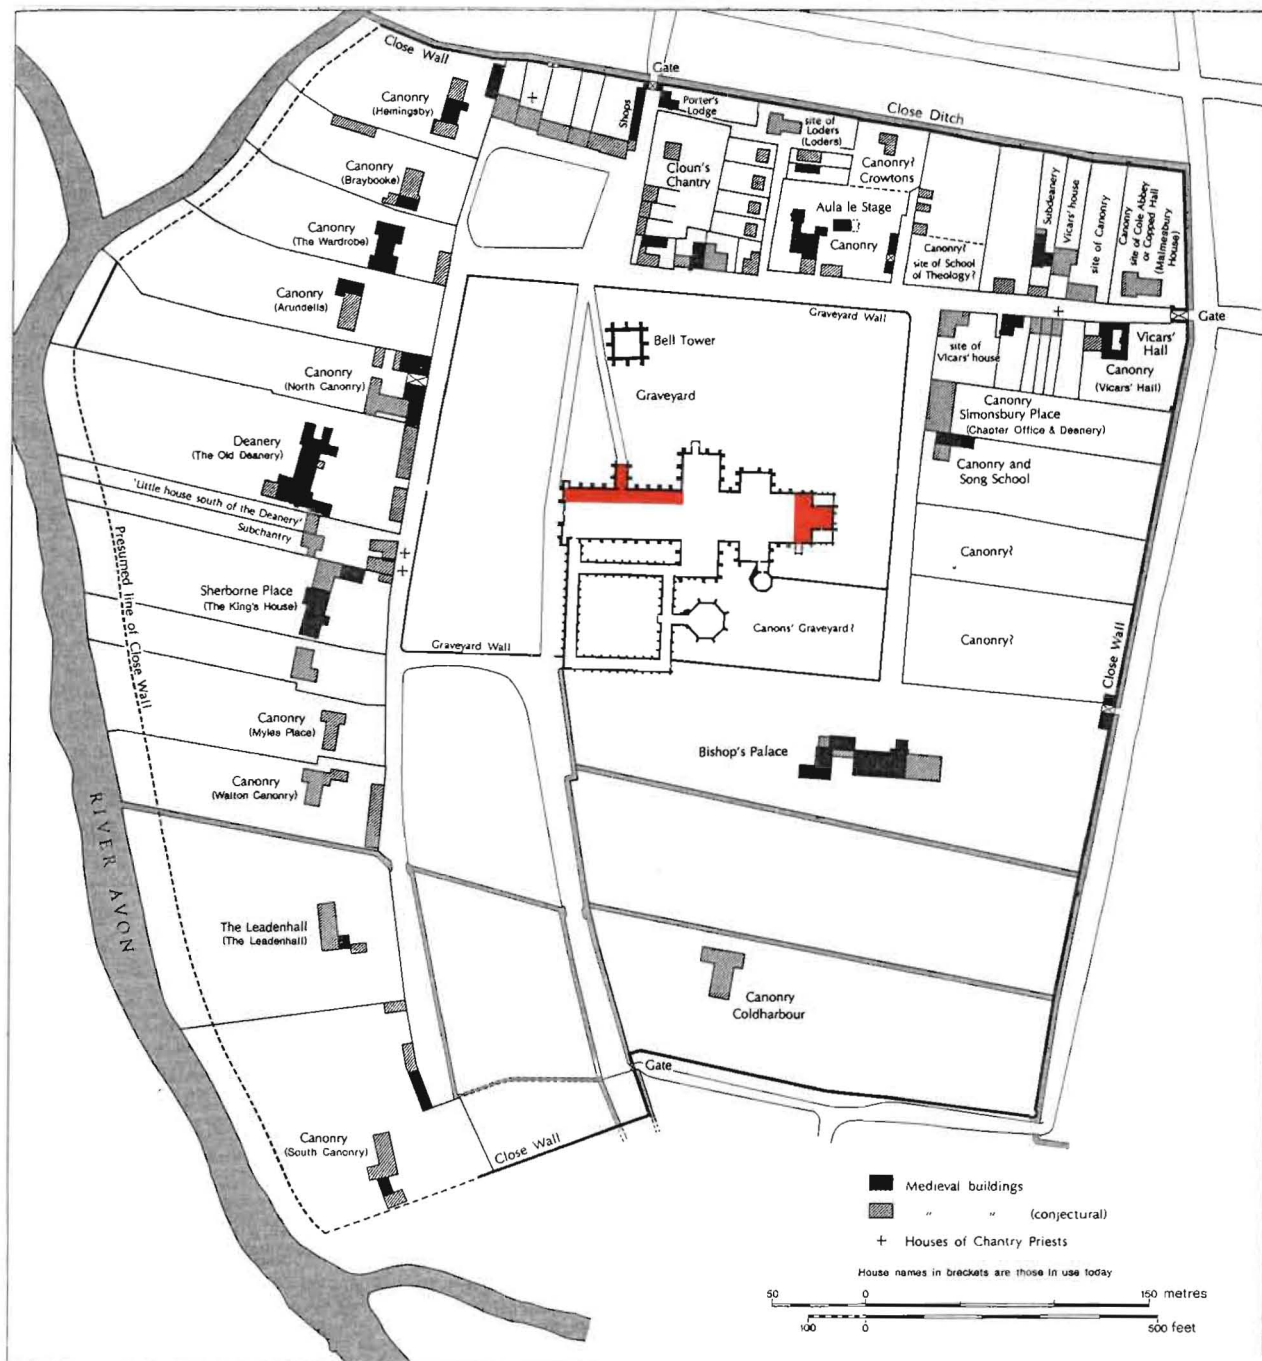 Close Wall
Gate
Canonry
(Hemingsby)
Shops
Porter's
Lodge
Close Ditch
site of
Loders
(Loders)
Cloun's
Chantry
Canonry?
Crowtons
Canonry
(Braybooke)
Aula le Stage
Canonry
Canonry?
site of School
of Theology?
Subdeanery
Vicars' house
site of Canonry
Canonry
site of Cole Abbey
or Copped Hall
(Malmesbury
House)
Canonry
(The Wardrobe)
Canonry
(Arundells)
Graveyard Wall
Gate
Bell Tower
site of
Vicars' house
Vicars'
Hall
Canonry
(Vicars' Hall)
Canonry
(North Canonry)
Graveyard
Canonry
Simonsbury Place
(Chapter Office & Deanery)
Deanery
(The Old Deanery)
Canonry and
Song School
'Little house south of the Deanery'
Subchantry
Presumed line of Close Wall
Canonry?
Sherborne Place
(The King's House)
Graveyard Wall
Canons' Graveyard?
Canonry?
Close Wall
Canonry
(Myles Place)
Bishop's Palace
Canonry
(Walton Canonry)
RIVER AVON
The Leadenhall
(The Leadenhall)
Canonry
Coldharbour
Gate
Canonry
(South Canonry)
Close Wall
Medieval buildings
" " (conjectural)
+ Houses of Chantry Priests
House names in breckets are those in use today
50 0 150 metres
100 0 500 feet